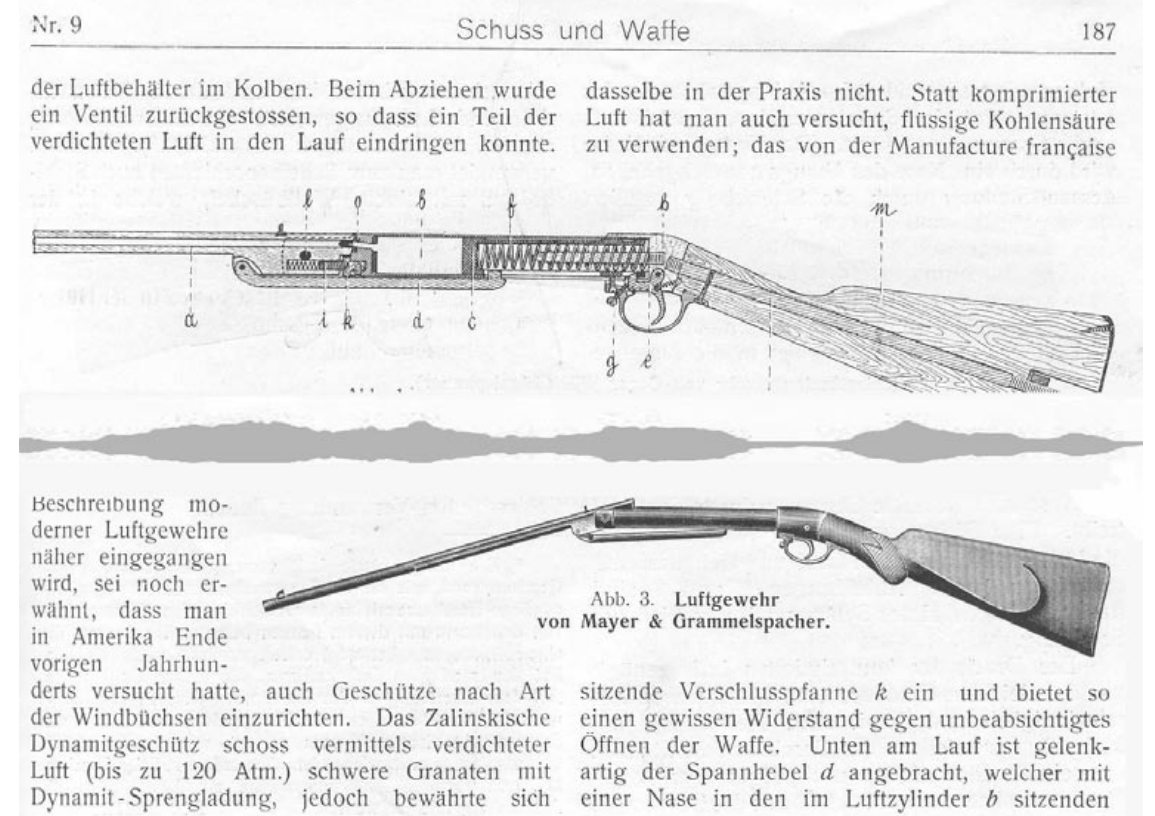 Nr. 9
Schuss und Waffe
187
der Luftbehälter im Kolben. Beim Abziehen wurde
ein Ventil zurückgestossen, so dass ein Teil der
verdichteten Luft in den Lauf eindringen konnte.
dasselbe in der Praxis nicht. Statt komprimierter
Luft hat man auch versucht, flüssige Kohlensäure
zu verwenden; das von der Manufacture française
l o b f b m
a i k d c g e
Beschreibung mo-
derner Luftgewehre
näher eingegangen
wird, sei noch er-
wähnt, dass man
in Amerika Ende
vorigen Jahrhun-
derts versucht hatte, auch Geschütze nach Art
der Windbüchsen einzurichten. Das Zalinskische
Dynamitgeschütz schoss vermittels verdichteter
Luft (bis zu 120 Atm.) schwere Granaten mit
Dynamit-Sprengladung, jedoch bewährte sich
Abb. 3. Luftgewehr
von Mayer & Grammelspacher.
sitzende Verschlusspfanne k ein und bietet so
einen gewissen Widerstand gegen unbeabsichtigtes
Öffnen der Waffe. Unten am Lauf ist gelenk-
artig der Spannhebel d angebracht, welcher mit
einer Nase in den im Luftzylinder b sitzenden